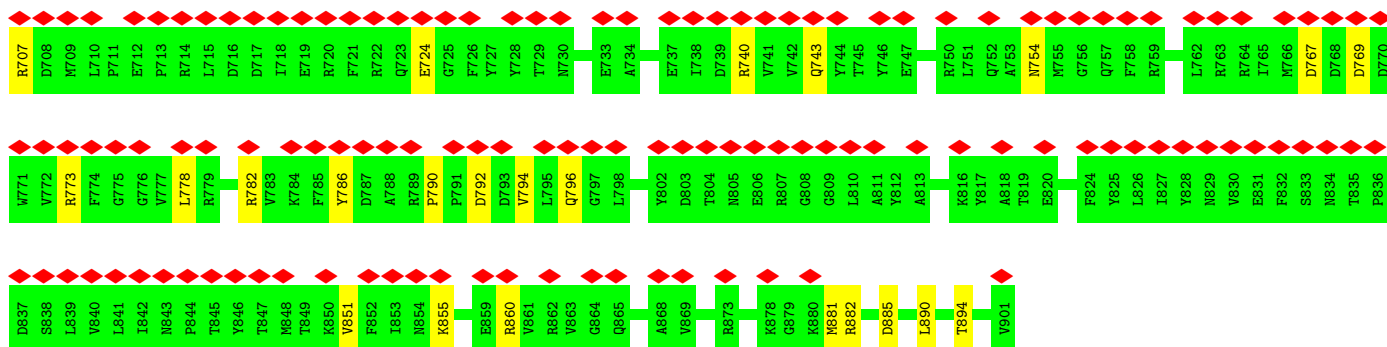 R707 D708 M709 L710 P711 E712 P713 R714 L715 D716 D717 I718 E719 R720 F721 R722 Q723 E724 G725 F726 Y727 Y728 T729 N730 E733 A734 E737 I738 D739 R740 V741 V742 Q743 Y744 T745 Y746 E747 R750 L751 Q752 A753 N754 M755 G756 Q757 F758 R759 L762 R763 R764 I765 M766 D767 D768 D769 D770
W771 V772 R773 F774 G775 G776 V777 L778 R779 R782 V783 K784 F785 Y786 D787 A788 R789 P790 P791 D792 D793 V794 L795 Q796 G797 L798 Y802 D803 T804 N805 E806 R807 G808 G809 L810 A811 Y812 A813 K816 Y817 A818 T819 E820 F824 Y825 L826 I827 Y828 N829 V830 E831 F832 S833 N834 T835 P836
D837 S838 L839 V840 L841 I842 N843 P844 T845 Y846 T847 M848 T849 K850 V851 F852 I853 N854 K855 E859 R860 V861 R862 V863 G864 Q865 A868 V869 R873 K878 G879 K880 M881 R882 D885 L890 T894 V901